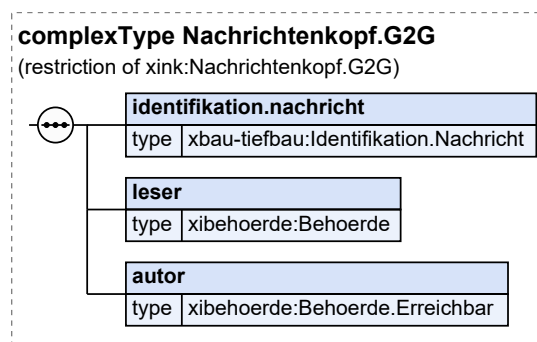 complexType Nachrichtenkopf.G2G
(restriction of xink:Nachrichtenkopf.G2G)
identifikation.nachricht
type xbau-tiefbau:Identifikation.Nachricht
leser
type xibehoerde:Behoerde
autor
type xibehoerde:Behoerde.Erreichbar